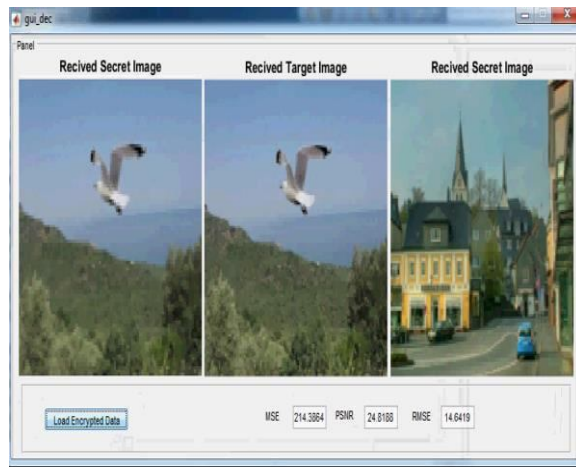 gui_dec
Panel
Recived Secret Image
Recived Target Image
Recived Secret Image
Load Encrypted Data
MSE 214.3864 PSNR 24.8188 RMSE 14.6419